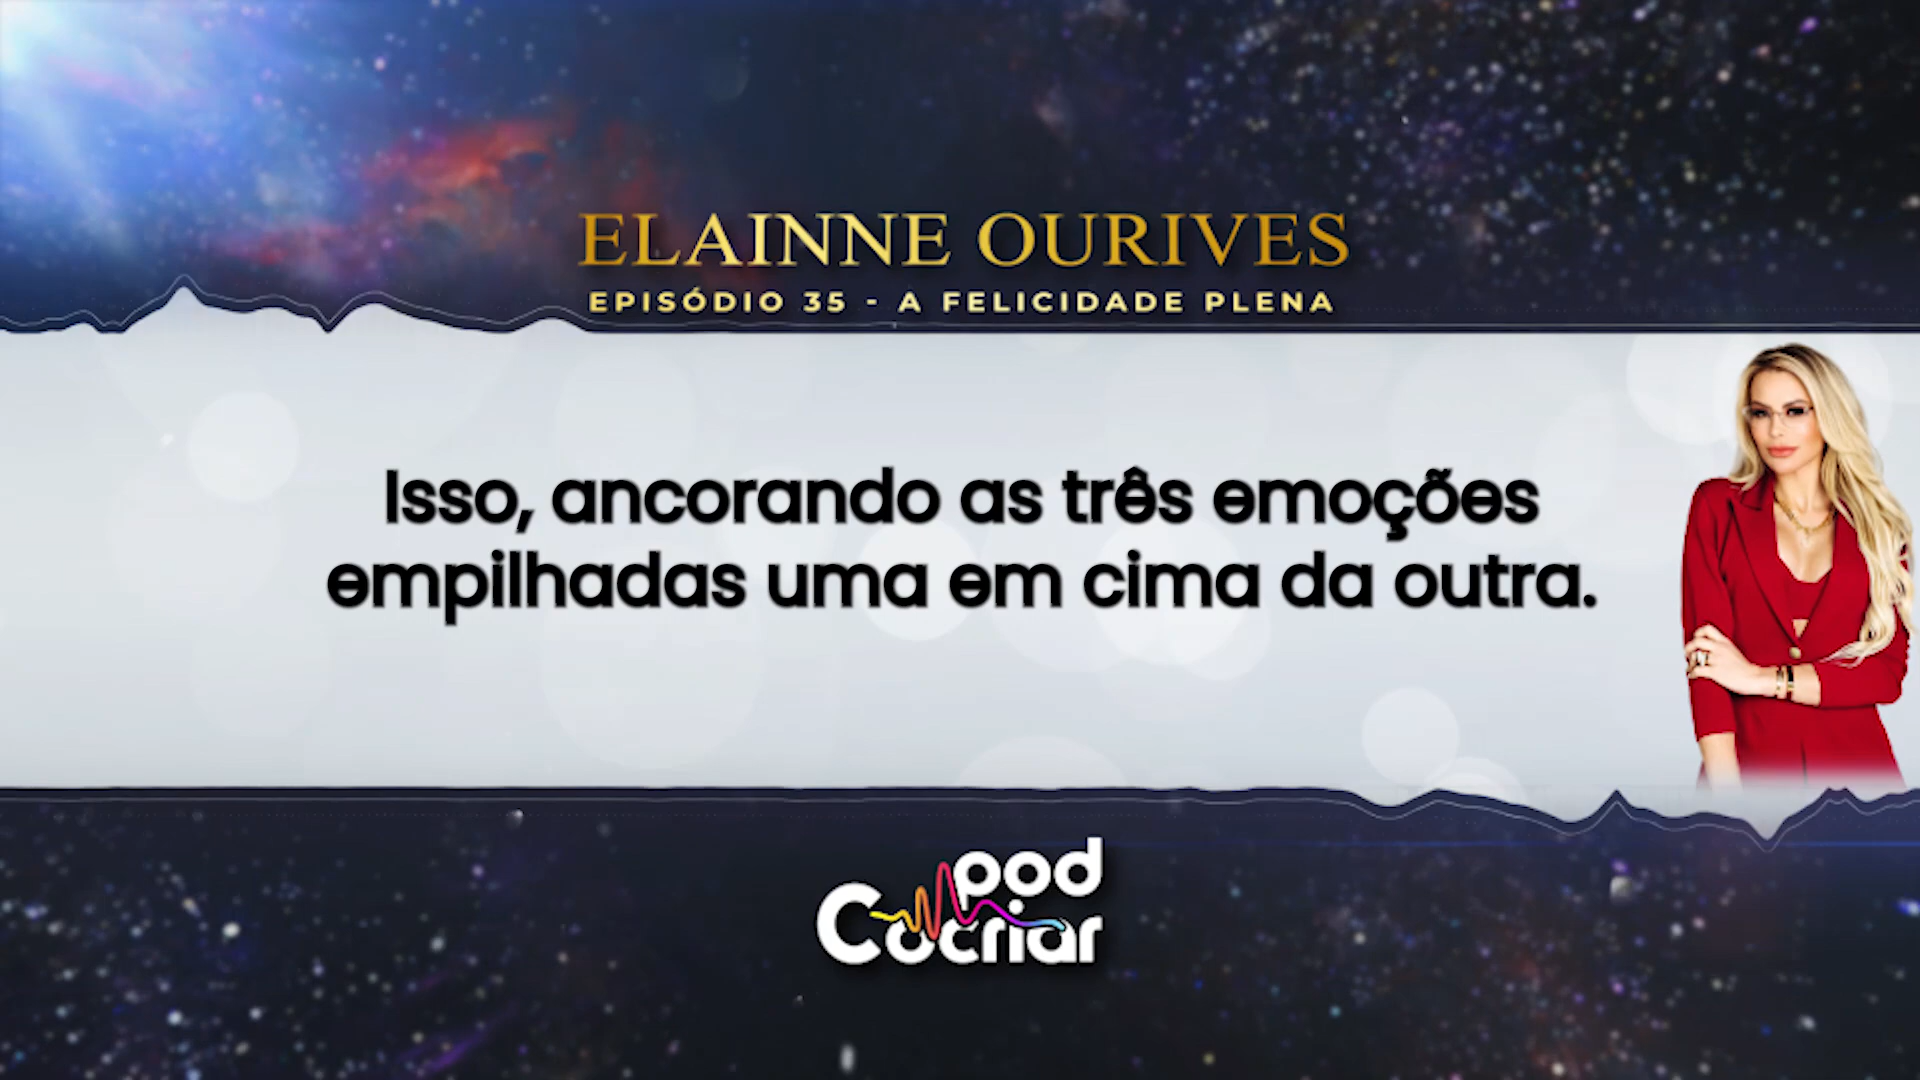 ELAINNE OURIVES
EPISÓDIO 35 - A FELICIDADE PLENA
Isso, ancorando as três emoções
empilhadas uma em cima da outra.
pod
Cocriar